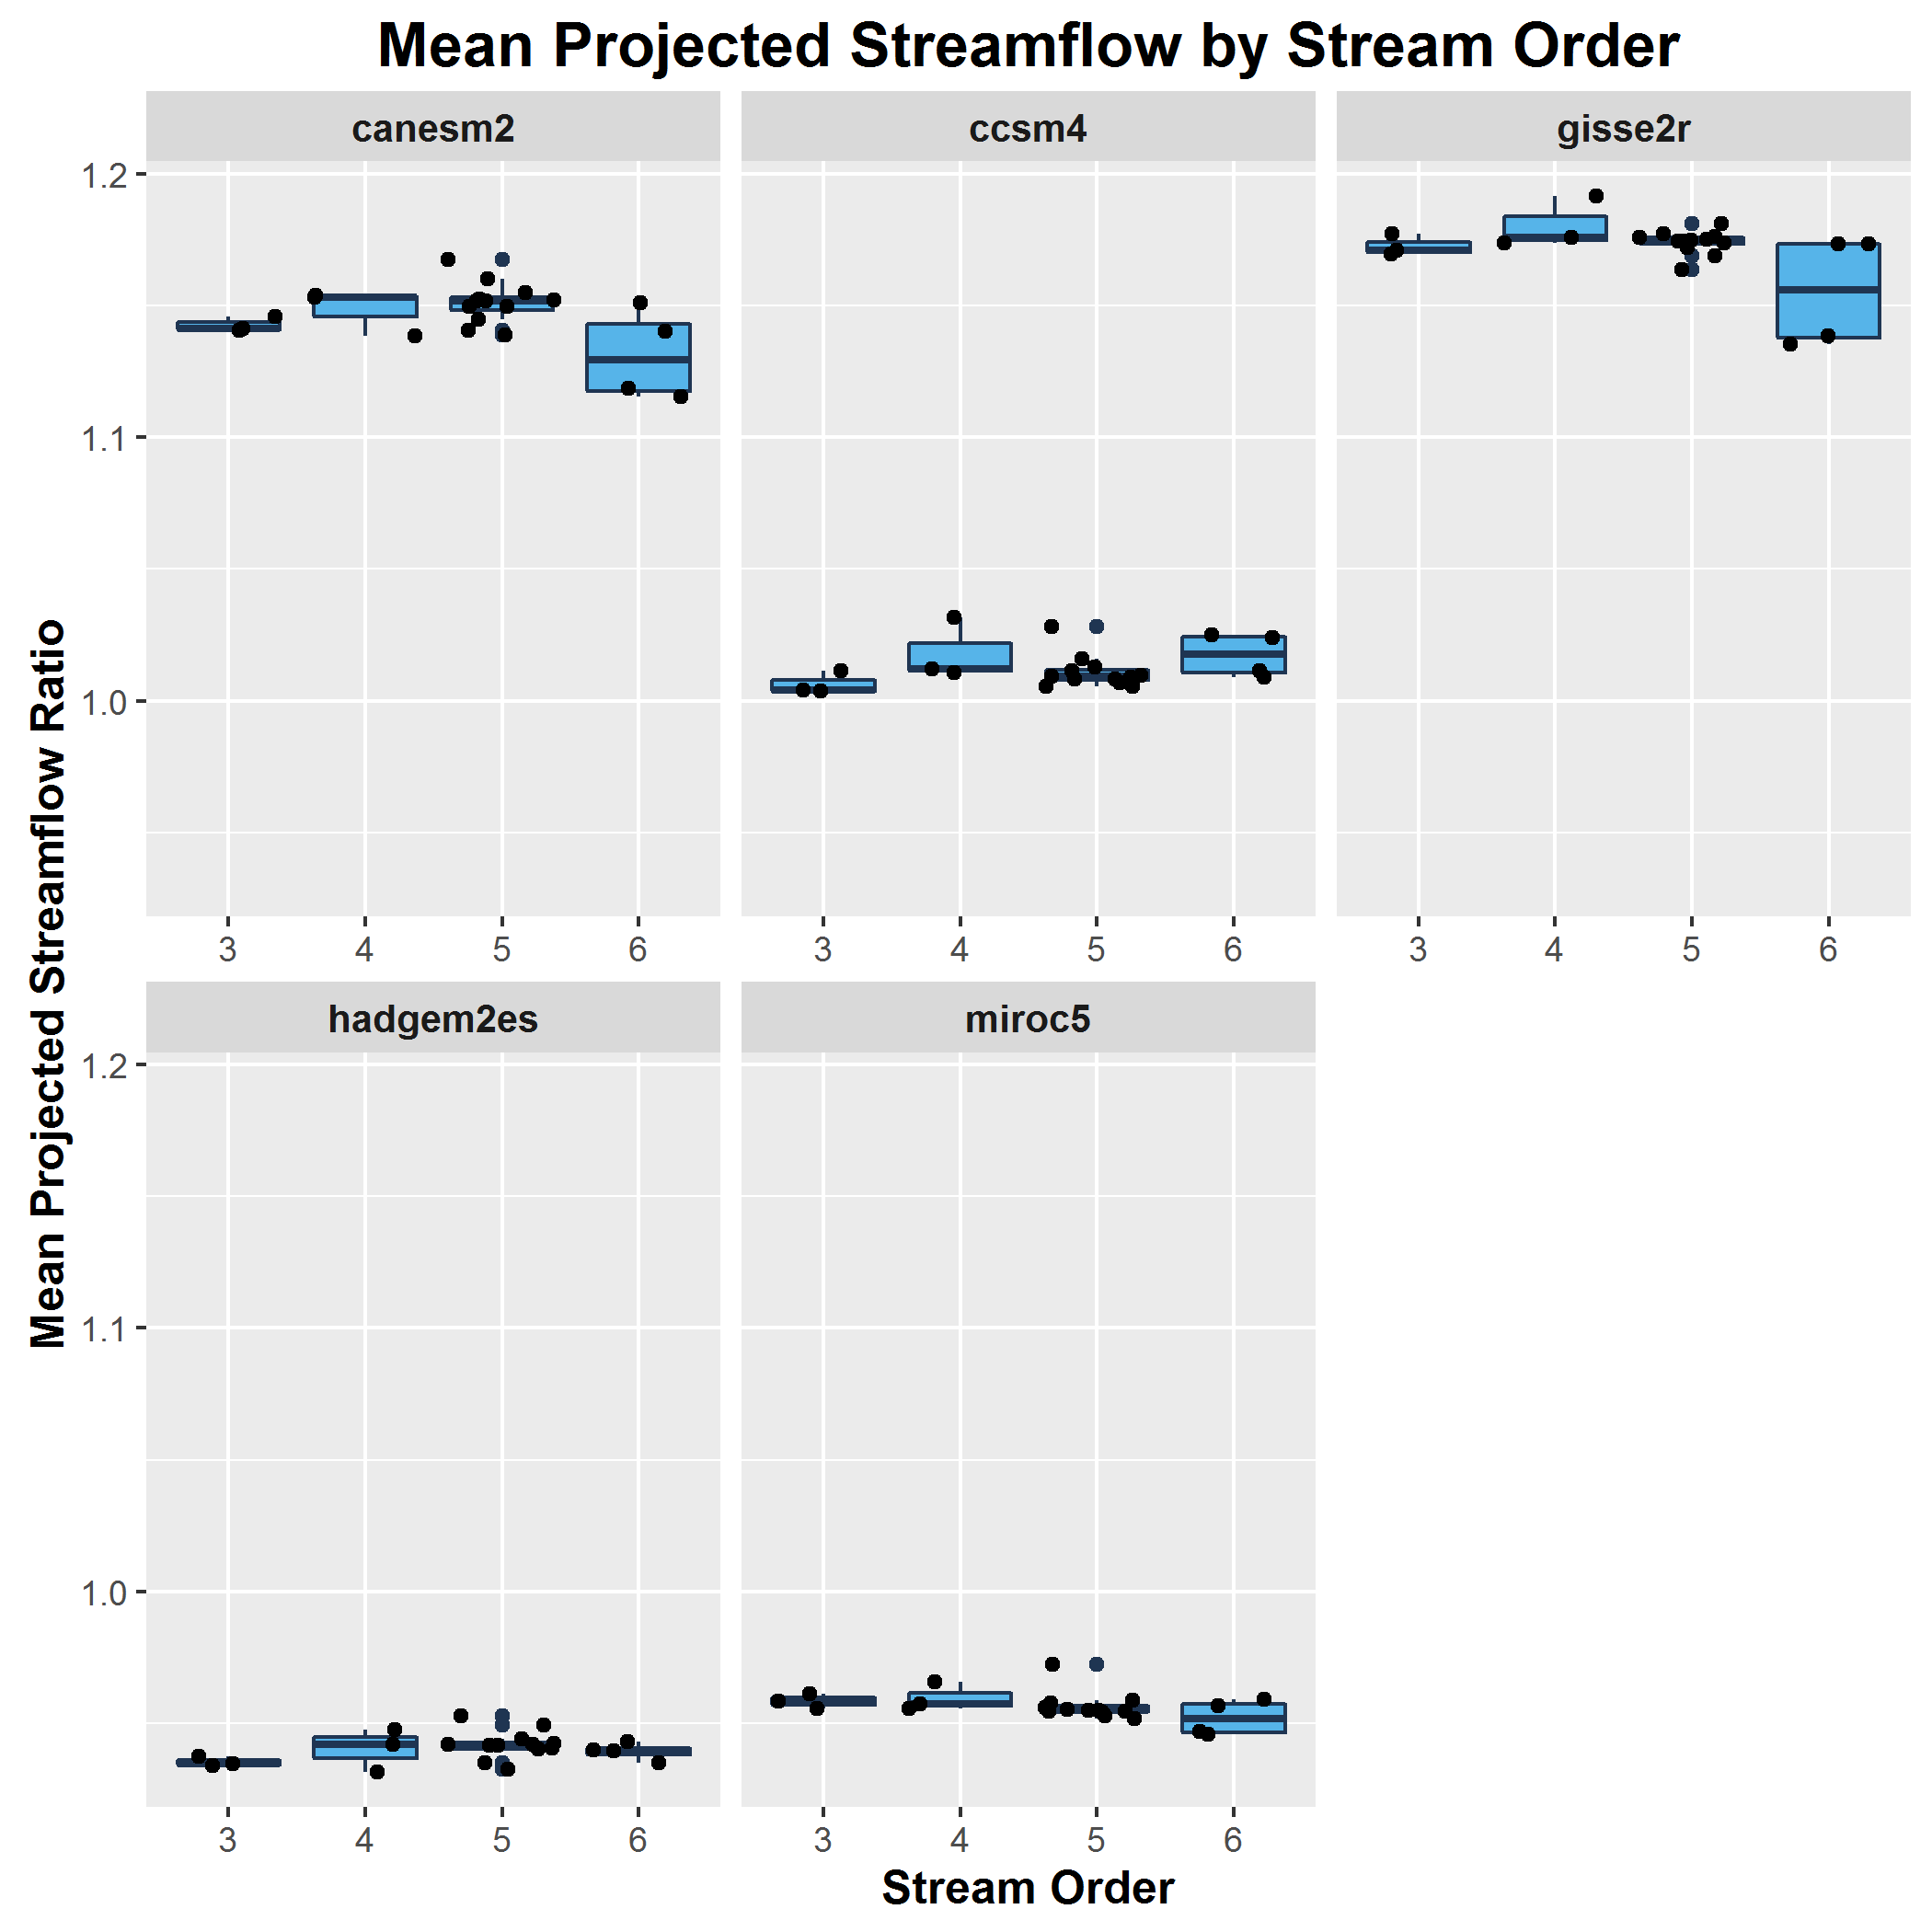 Mean Projected Streamflow by Stream Order
canesm2
ccsm4
gisse2r
1.2
1.1
1.0
3 4 5 6
3 4 5 6
3 4 5 6
Mean Projected Streamflow Ratio
hadgem2es
miroc5
1.2
1.1
1.0
3 4 5 6
3 4 5 6
Stream Order